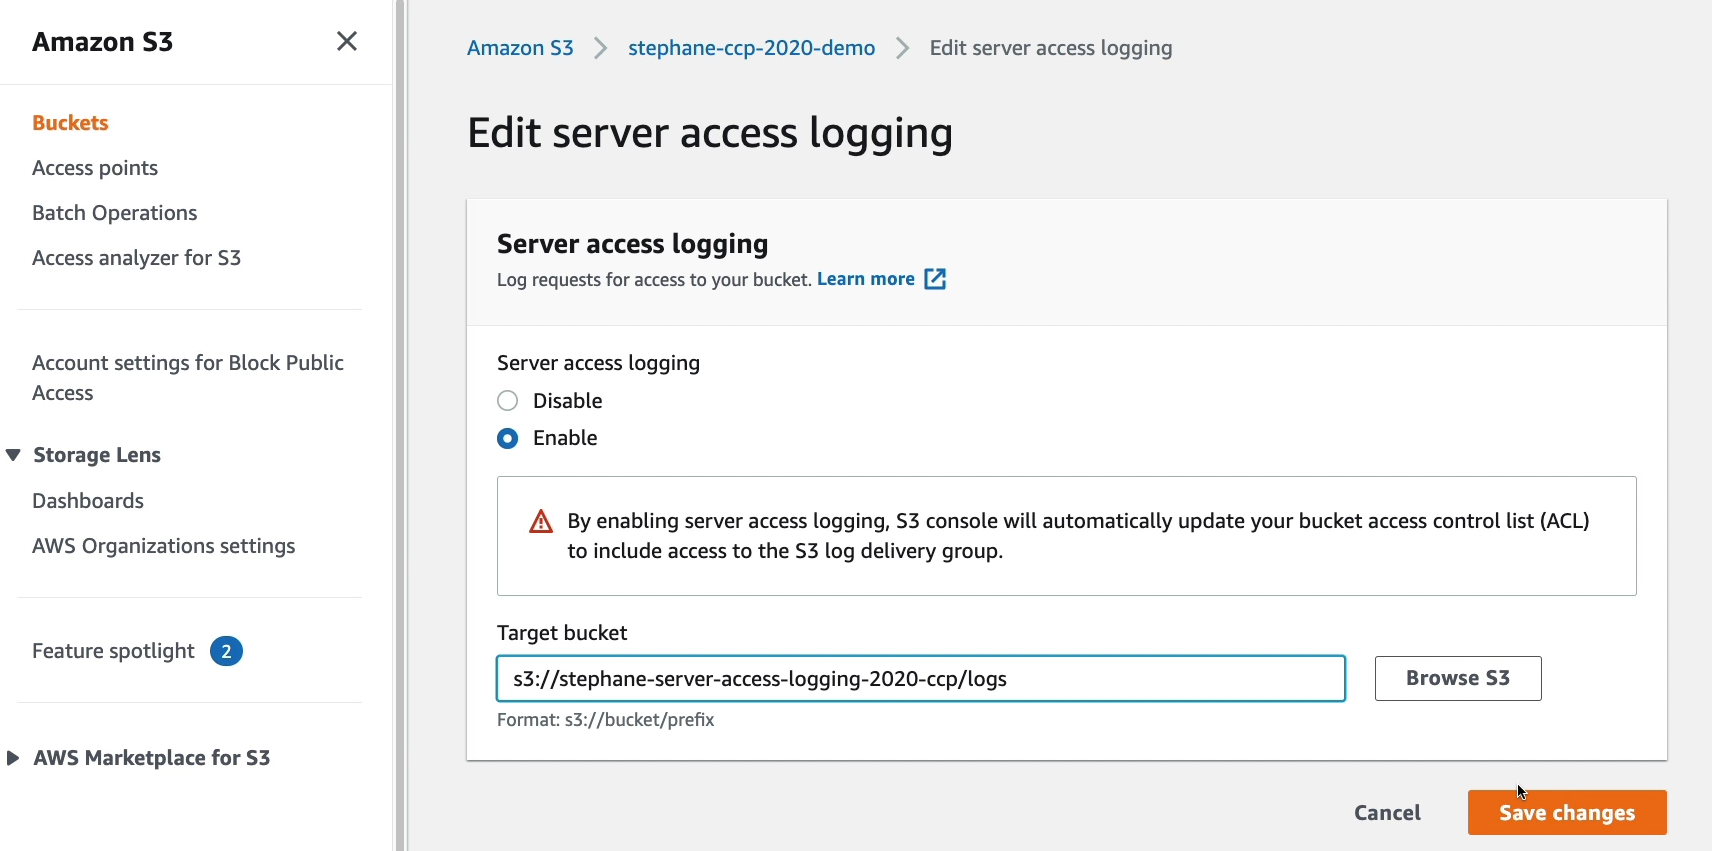 Amazon S3
Buckets
Access points
Batch Operations
Access analyzer for S3
Account settings for Block Public
Access
Storage Lens
Dashboards
AWS Organizations settings
Feature spotlight 2
AWS Marketplace for S3
Amazon S3 > stephane-ccp-2020-demo > Edit server access logging
Edit server access logging
Server access logging
Log requests for access to your bucket. Learn more
Server access logging
Disable
Enable
By enabling server access logging, S3 console will automatically update your bucket access control list (ACL)
to include access to the S3 log delivery group.
Target bucket
s3://stephane-server-access-logging-2020-ccp/logs
Browse S3
Format: s3://bucket/prefix
Cancel
Save changes